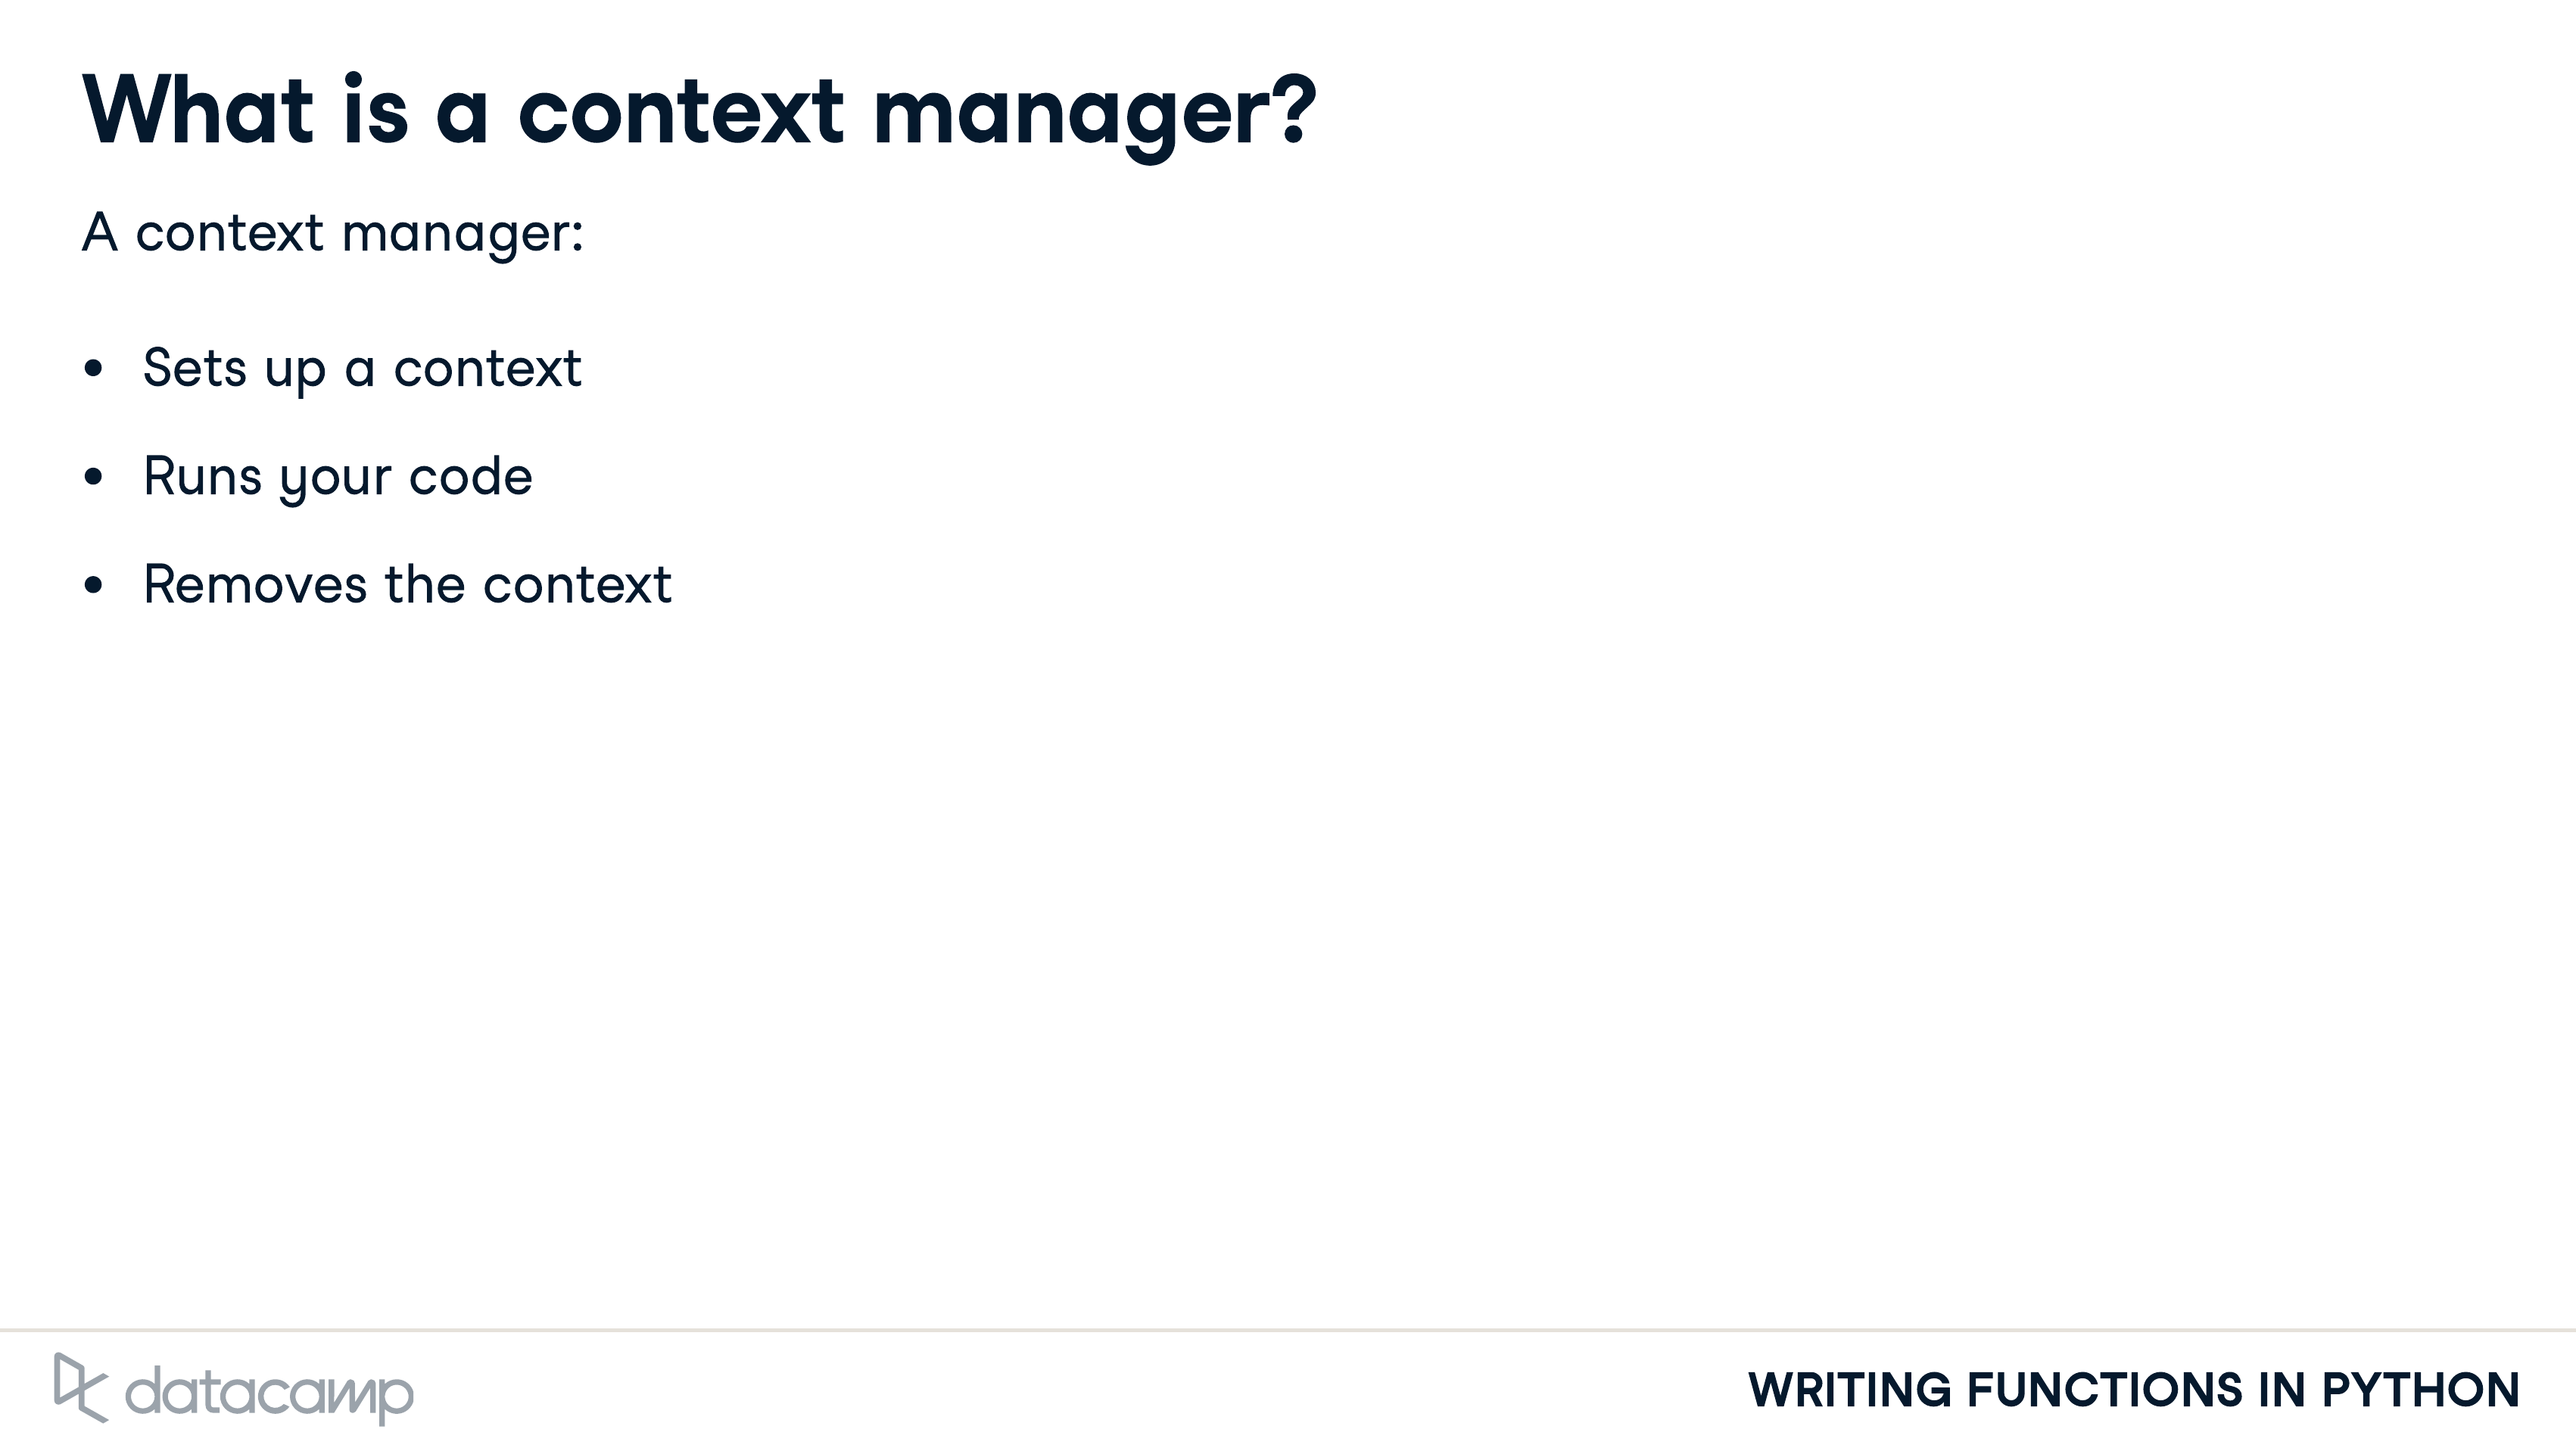 What is a context manager?
A context manager:
• Sets up a context
• Runs your code
• Removes the context
datacamp
WRITING FUNCTIONS IN PYTHON